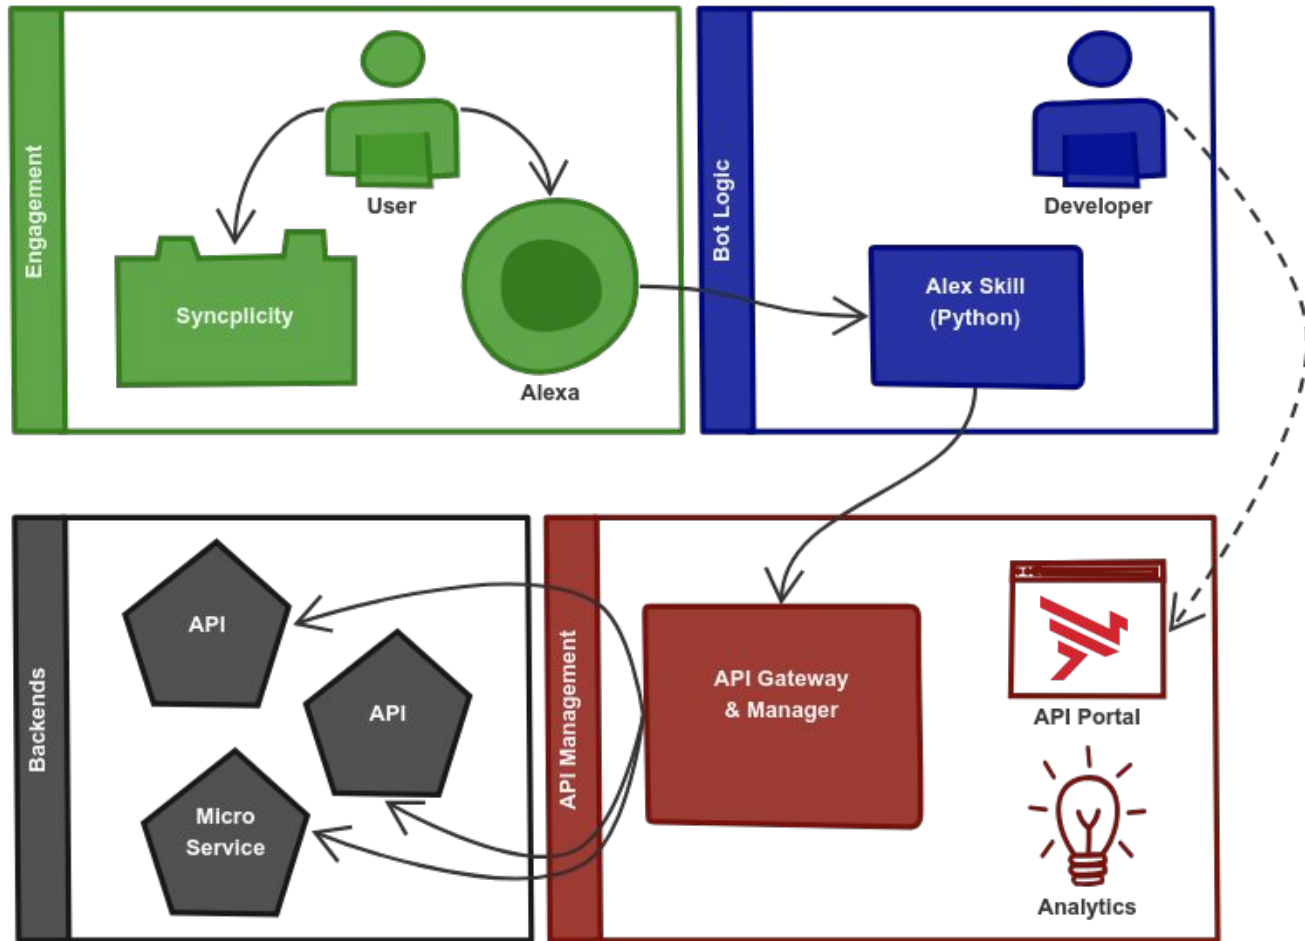 Engagement
User
Syncplicity
Alexa
Bot Logic
Developer
Alex Skill
(Python)
Backends
API
API
Micro
Service
API Management
API Gateway
& Manager
API Portal
Analytics